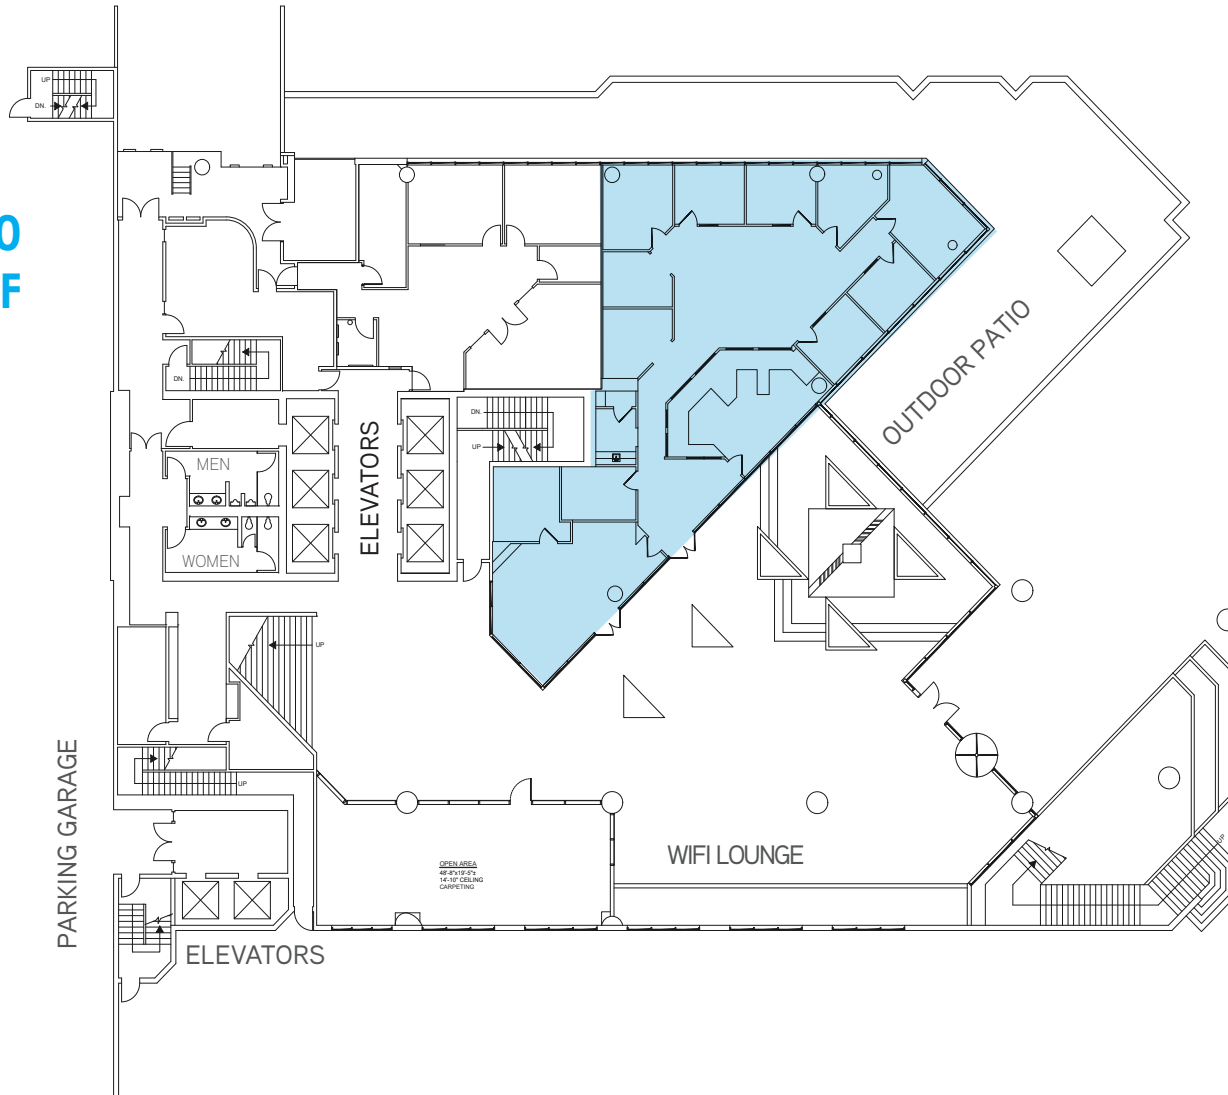 UP
DN.
0
F
OUTDOOR PATIO
DN.
DN.
UP
ELEVATORS
MEN
WOMEN
UP
PARKING GARAGE
UP
UP
WIFI LOUNGE
OPEN AREA
48'-8"x19'-5"±
14'-10" CEILING
CARPETING
ELEVATORS